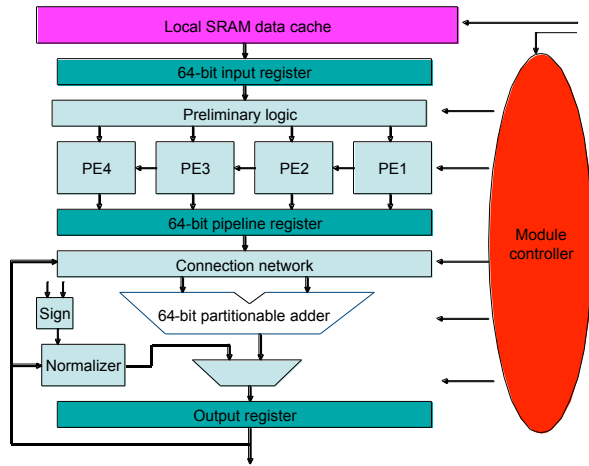 Local SRAM data cache
64-bit input register
Preliminary logic
PE4
PE3
PE2
PE1
64-bit pipeline register
Module
controller
Connection network
Sign
64-bit partitionable adder
Normalizer
Output register